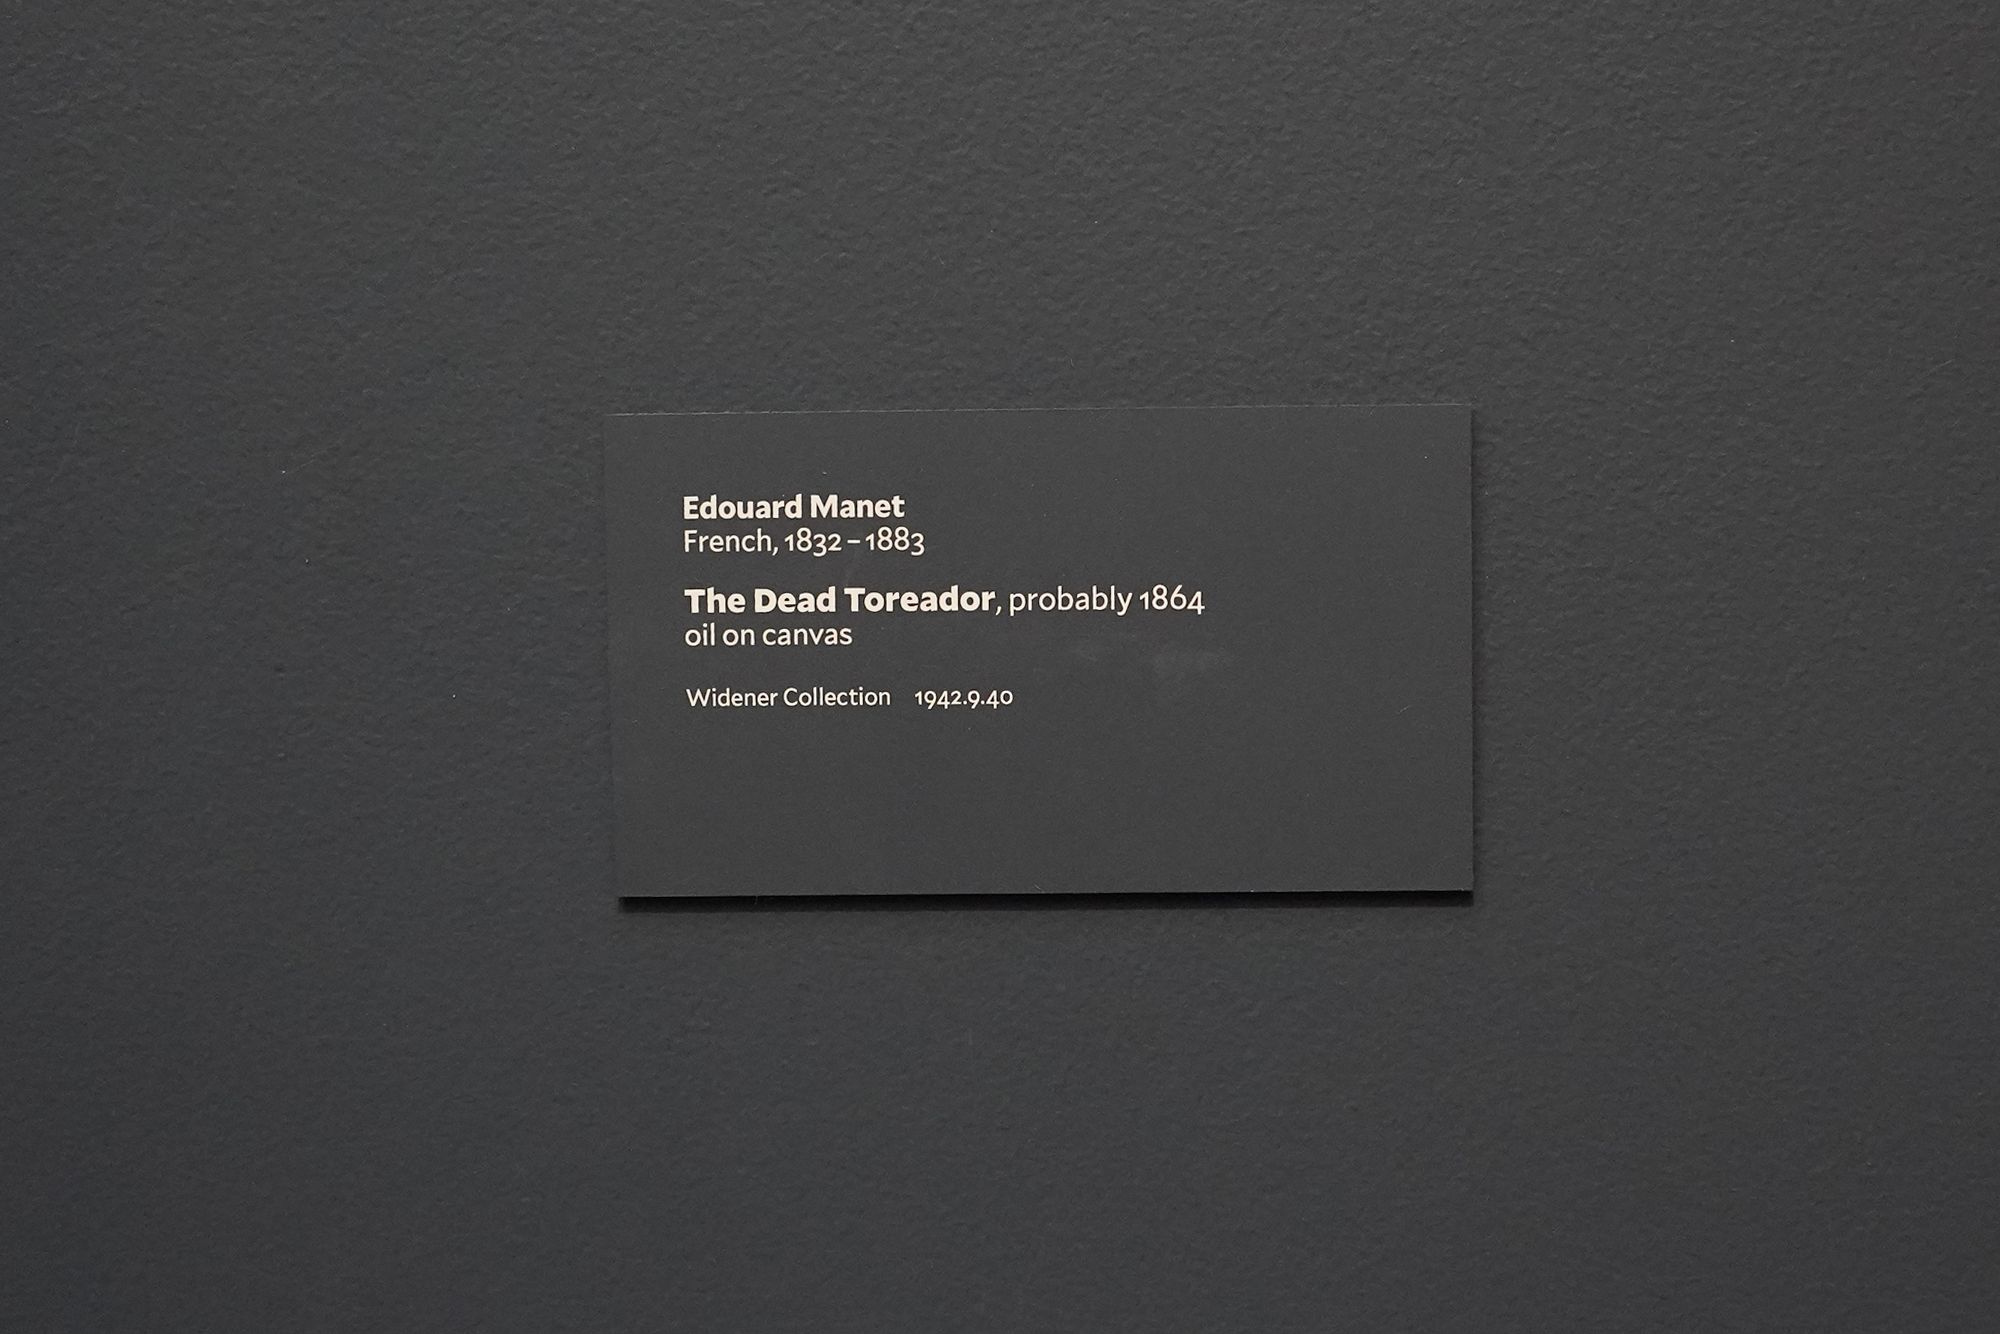 Edouard Manet
French, 1832 – 1883
The Dead Toreador, probably 1864
oil on canvas
Widener Collection 1942.9.40